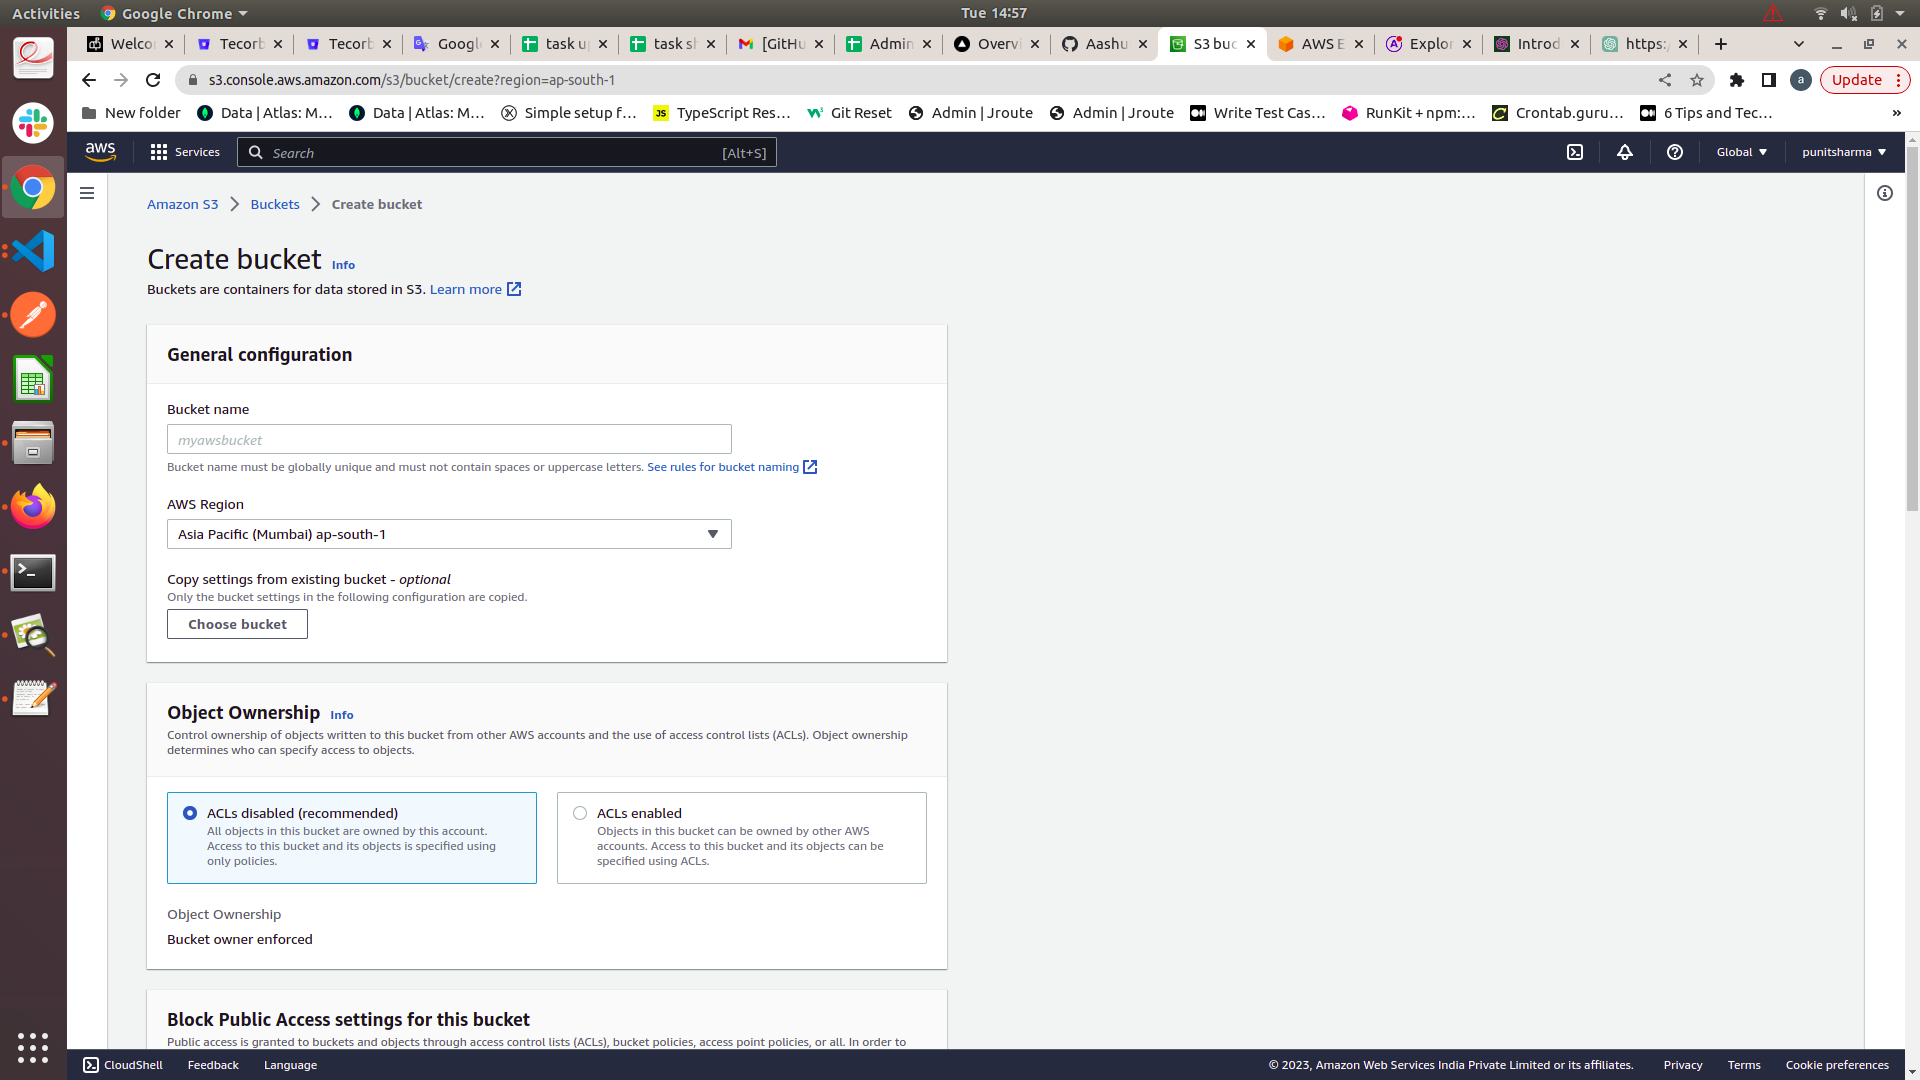 Activities
Google Chrome
Tue 14:57
Welco
Tecorb
Tecorb
Google
task up
task sh
[GitHu
Admin
Overvi
Aashu
S3 buc
AWS E
Explor
Introd
https:/
s3.console.aws.amazon.com/s3/bucket/create?region=ap-south-1
a
Update
New folder
Data | Atlas: M...
Data | Atlas: M...
Simple setup f...
JS
TypeScript Res...
Git Reset
Admin | Jroute
Admin | Jroute
Write Test Cas...
RunKit + npm:...
Crontab.guru...
6 Tips and Tec...
»
aws
Services
Search
[Alt+S]
Global
punitsharma
Amazon S3
Buckets
Create bucket
Create bucket Info
Buckets are containers for data stored in S3. Learn more
General configuration
Bucket name
myawsbucket
Bucket name must be globally unique and must not contain spaces or uppercase letters. See rules for bucket naming
AWS Region
Asia Pacific (Mumbai) ap-south-1
Copy settings from existing bucket - optional
Only the bucket settings in the following configuration are copied.
Choose bucket
Object Ownership Info
Control ownership of objects written to this bucket from other AWS accounts and the use of access control lists (ACLs). Object ownership
determines who can specify access to objects.
ACLs disabled (recommended)
All objects in this bucket are owned by this account.
Access to this bucket and its objects is specified using
only policies.
ACLs enabled
Objects in this bucket can be owned by other AWS
accounts. Access to this bucket and its objects can be
specified using ACLs.
Object Ownership
Bucket owner enforced
Block Public Access settings for this bucket
Public access is granted to buckets and objects through access control lists (ACLs), bucket policies, access point policies, or all. In order to
CloudShell
Feedback
Language
© 2023, Amazon Web Services India Private Limited or its affiliates.
Privacy
Terms
Cookie preferences